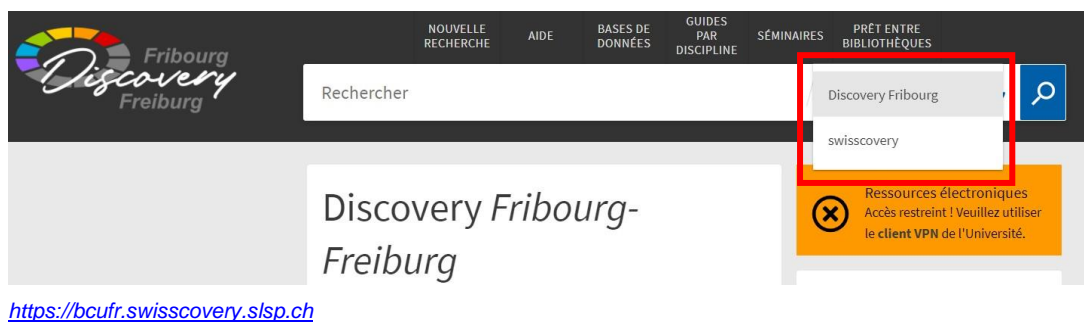 Fribourg
Discovery
Freiburg
NOUVELLE
RECHERCHE
AIDE
BASES DE
DONNÉES
GUIDES
PAR
DISCIPLINE
SÉMINAIRES
PRÊT ENTRE
BIBLIOTHÈQUES
Rechercher
Discovery Fribourg
swisscovery
Discovery Fribourg-
Freiburg
Ressources électroniques
Accès restreint ! Veuillez utiliser
le client VPN de l'Université.
https://bcufr.swisscovery.slsp.ch